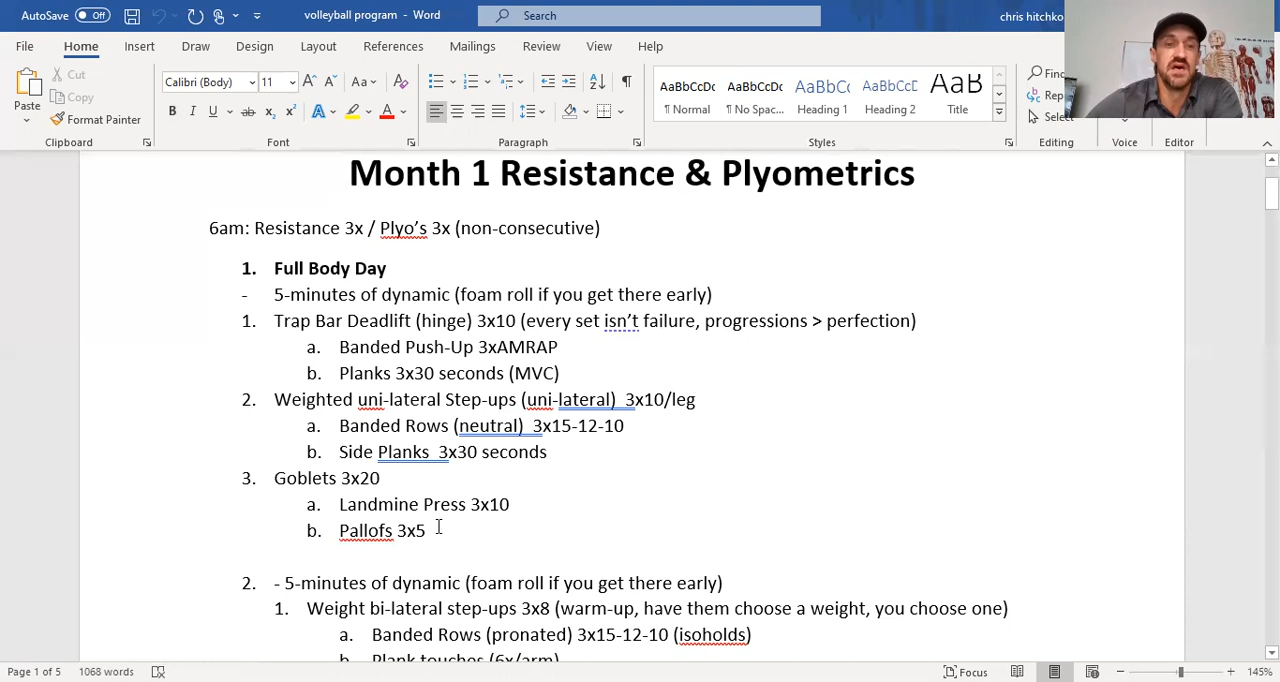 AutoSave Off volleyball program - Word Search chris hitchko
File Home Insert Draw Design Layout References Mailings Review View Help
Paste Cut Copy Format Painter
Calibri (Body) 11
AaBbCcDc AaBbCcDc AaBbCc AaBbCcD AaB
¶ Normal ¶ No Spac... Heading 1 Heading 2 Title
Find
Rep
Select
Clipboard Font Paragraph Styles Editing Voice Editor
Month 1 Resistance & Plyometrics
6am: Resistance 3x / Plyo’s 3x (non-consecutive)
1. Full Body Day
- 5-minutes of dynamic (foam roll if you get there early)
1. Trap Bar Deadlift (hinge) 3x10 (every set isn’t failure, progressions > perfection)
a. Banded Push-Up 3xAMRAP
b. Planks 3x30 seconds (MVC)
2. Weighted uni-lateral Step-ups (uni-lateral) 3x10/leg
a. Banded Rows (neutral) 3x15-12-10
b. Side Planks 3x30 seconds
3. Goblets 3x20
a. Landmine Press 3x10
b. Pallofs 3x5
2. - 5-minutes of dynamic (foam roll if you get there early)
1. Weight bi-lateral step-ups 3x8 (warm-up, have them choose a weight, you choose one)
a. Banded Rows (pronated) 3x15-12-10 (isoholds)
b. Plank touches (6x/arm)
Page 1 of 5 1068 words Focus 145%